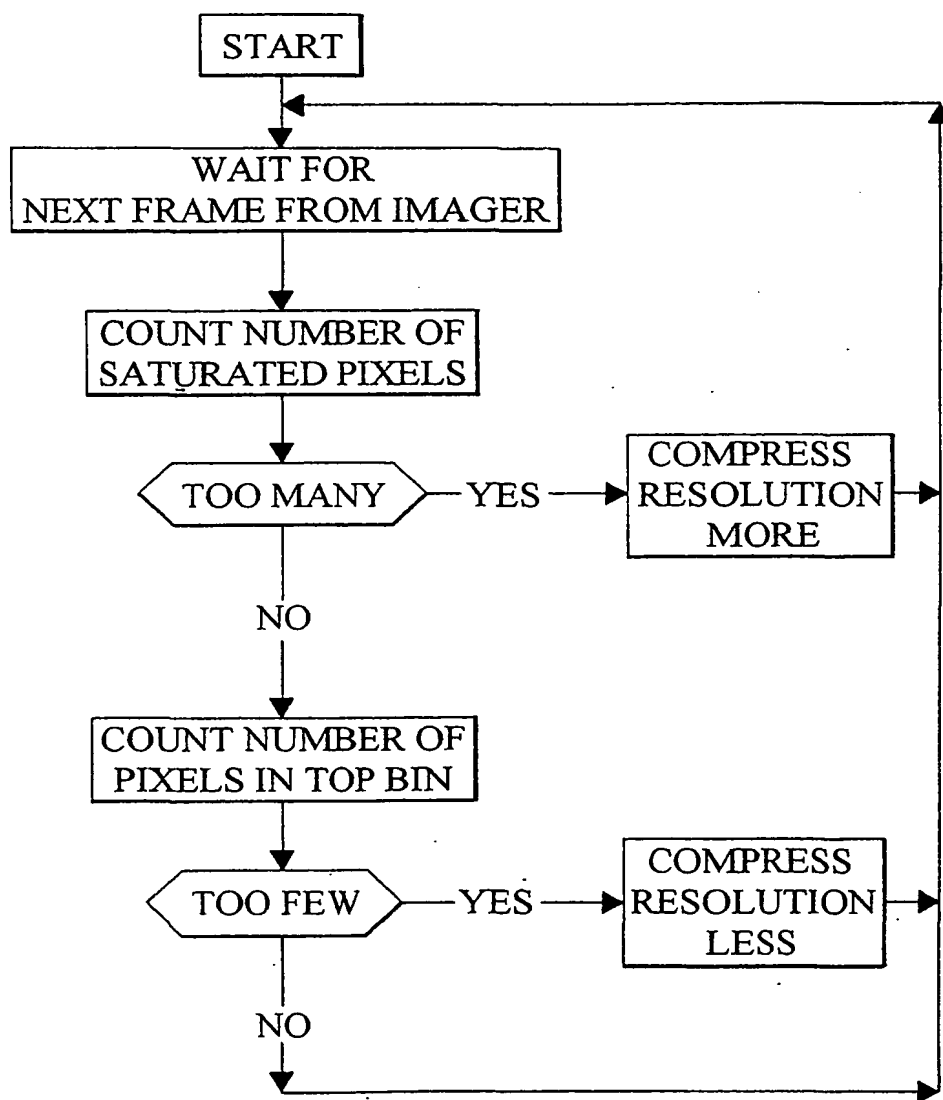 START
WAIT FOR
NEXT FRAME FROM IMAGER
COUNT NUMBER OF
SATURATED PIXELS
TOO MANY
YES
COMPRESS
RESOLUTION
MORE
NO
COUNT NUMBER OF
PIXELS IN TOP BIN
TOO FEW
YES
COMPRESS
RESOLUTION
LESS
NO